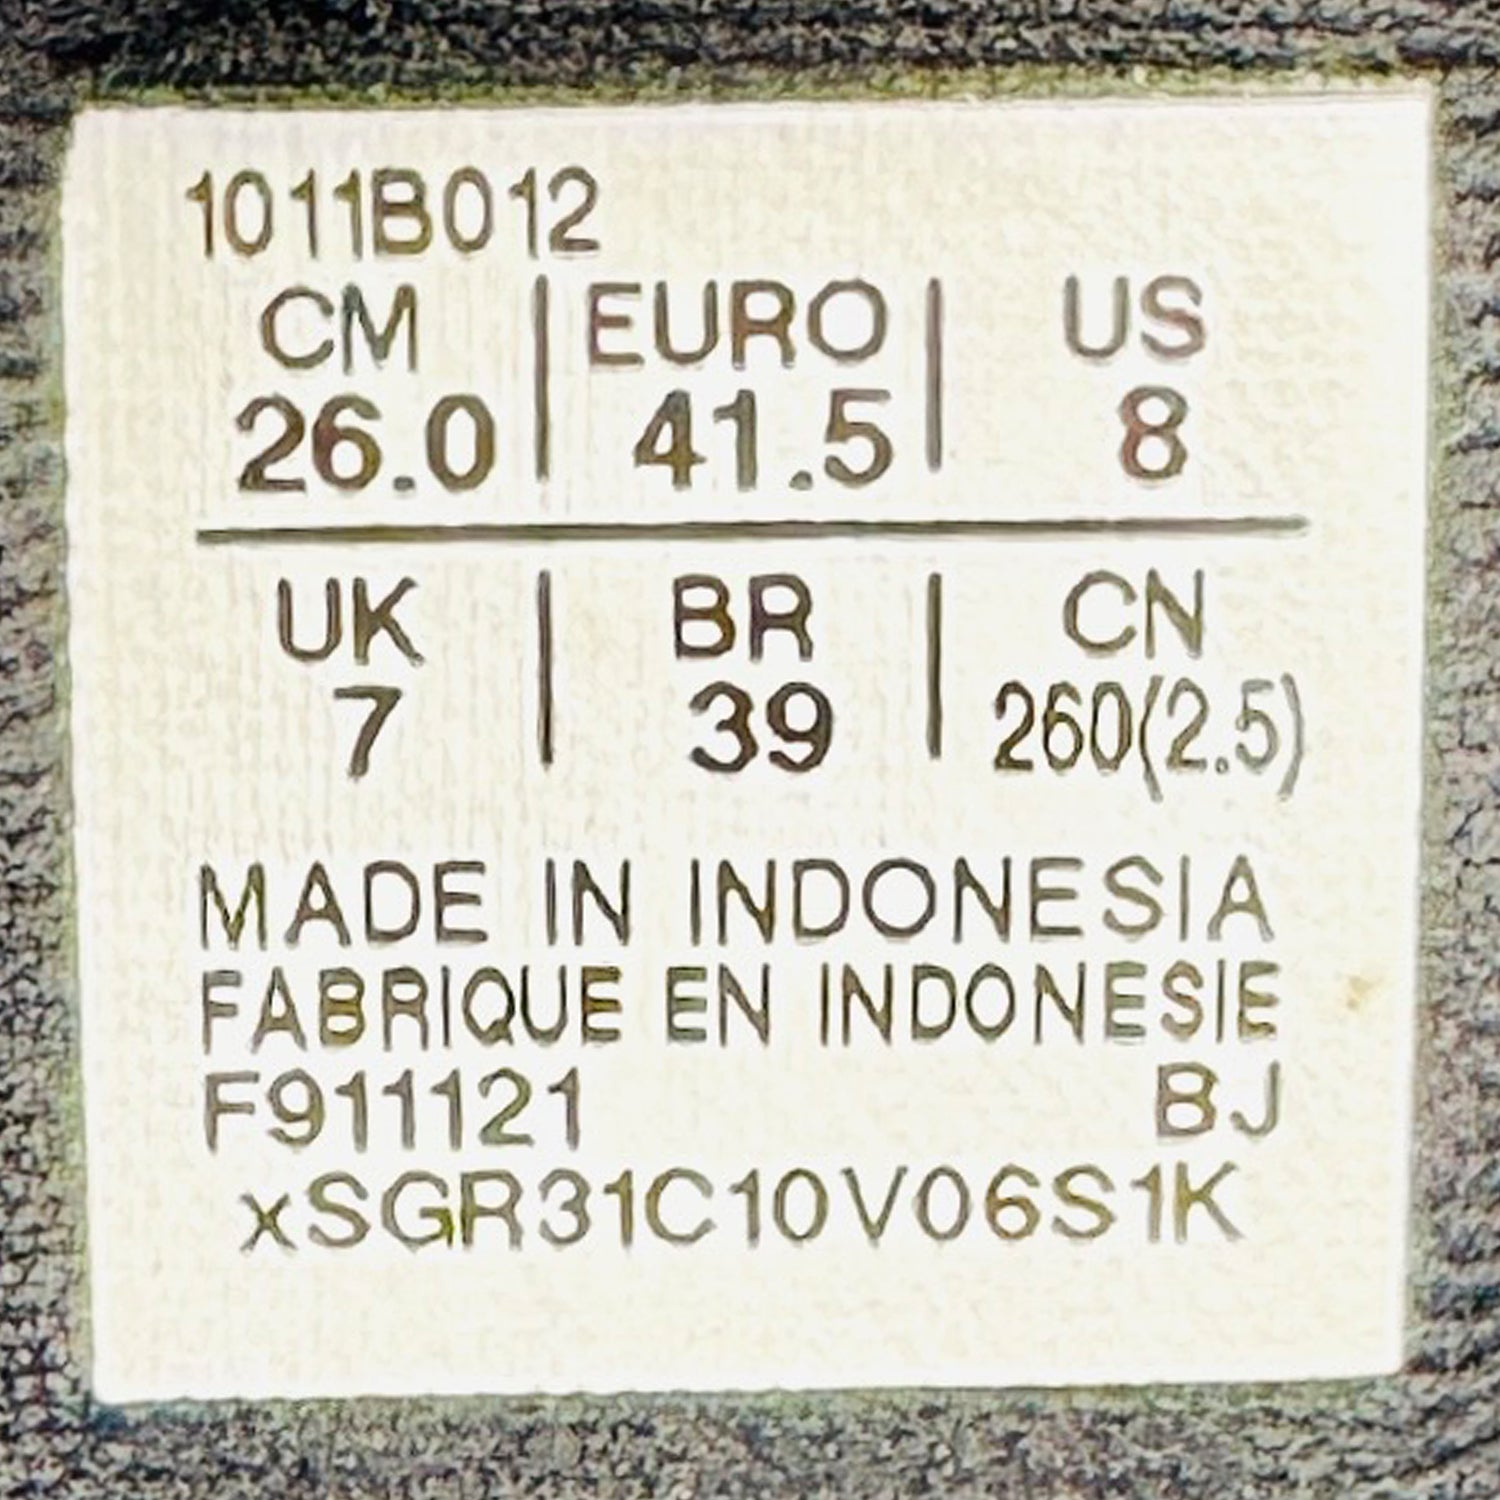 1011B012
CM | EURO | US
26.0 | 41.5 | 8
UK | BR | CN
7 | 39 | 260(2.5)
MADE IN INDONESIA
FABRIQUE EN INDONESIE
F911121 BJ
xSGR31C10V06S1K